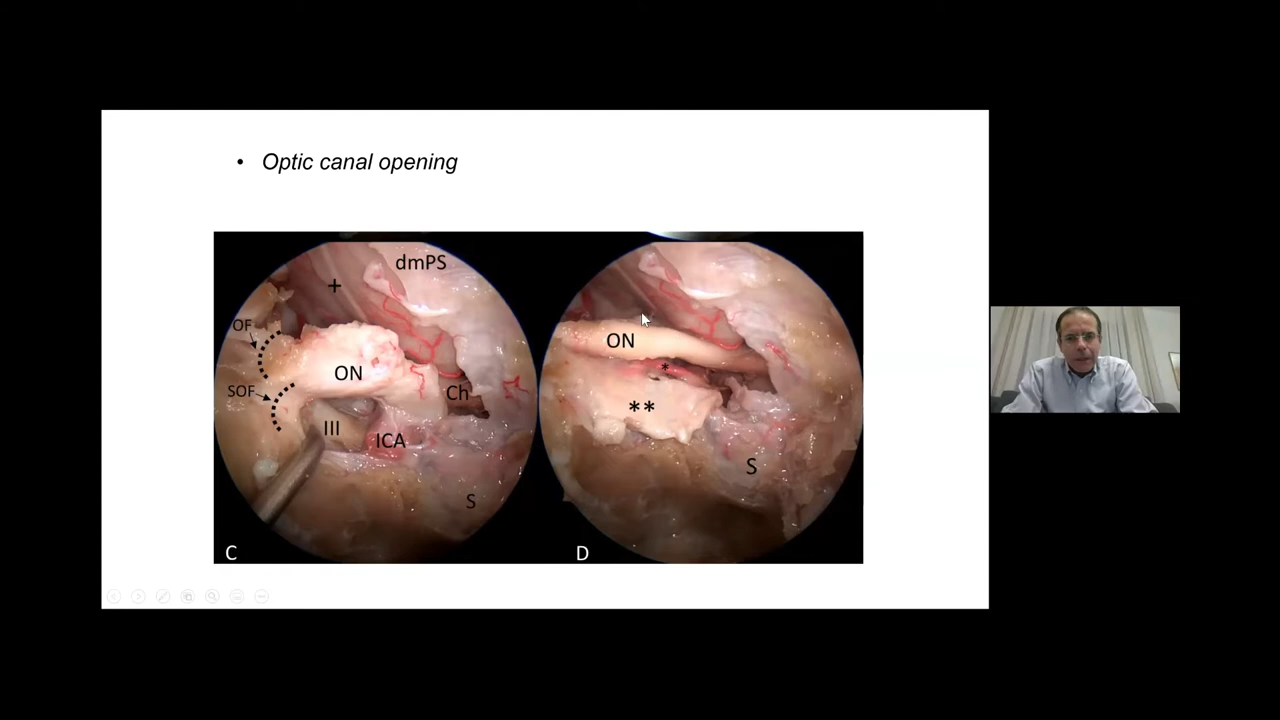 • Optic canal opening
dmPS
+
OF
ON
SOF
Ch
III
ICA
S
C
ON
*
**
S
D